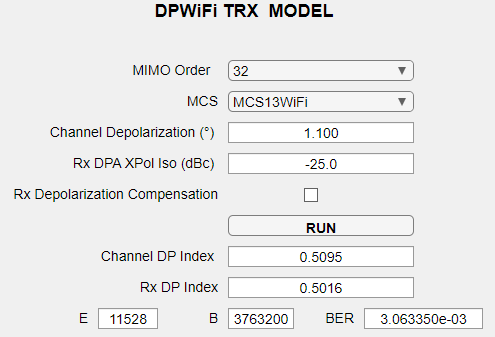 DPWiFi TRX MODEL
MIMO Order 32
MCS MCS13WiFi
Channel Depolarization (°) 1.100
Rx DPA XPol Iso (dBc) -25.0
Rx Depolarization Compensation
RUN
Channel DP Index 0.5095
Rx DP Index 0.5016
E 11528 B 3763200 BER 3.063350e-03